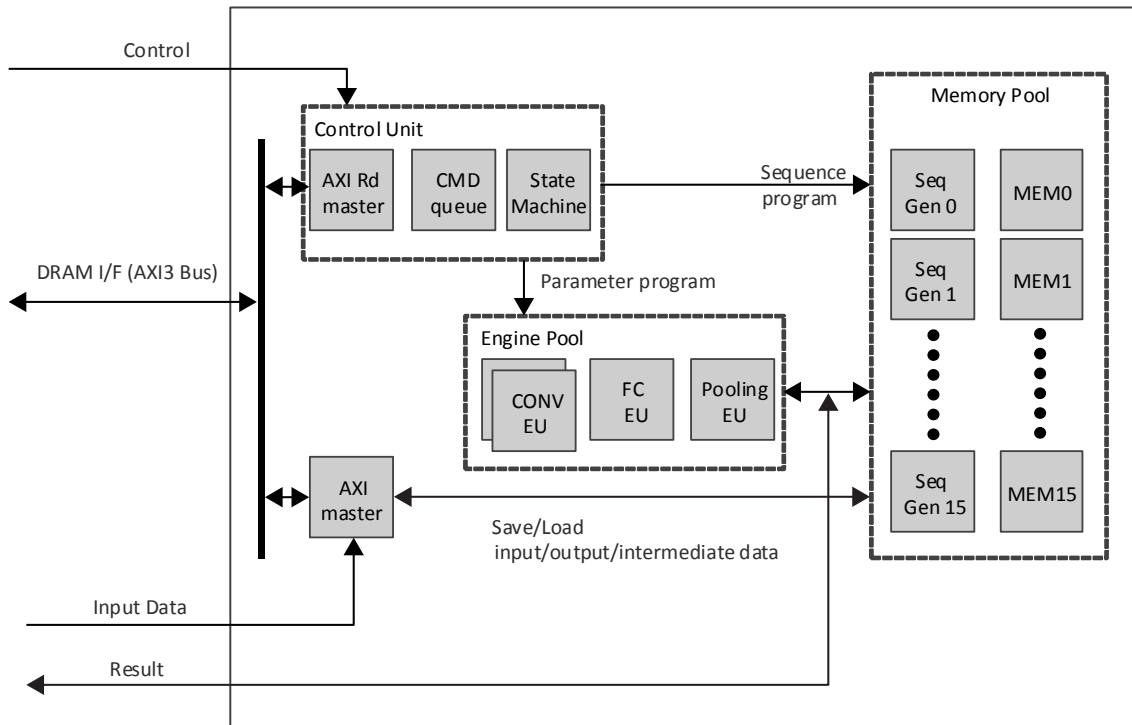 Control
Control Unit
AXI Rd
master
CMD
queue
State
Machine
Sequence
program
Memory Pool
Seq
Gen 0
MEM0
Seq
Gen 1
MEM1
Seq
Gen 15
MEM15
DRAM I/F (AXI3 Bus)
Parameter program
Engine Pool
CONV
EU
FC
EU
Pooling
EU
AXI
master
Save/Load
input/output/intermediate data
Input Data
Result